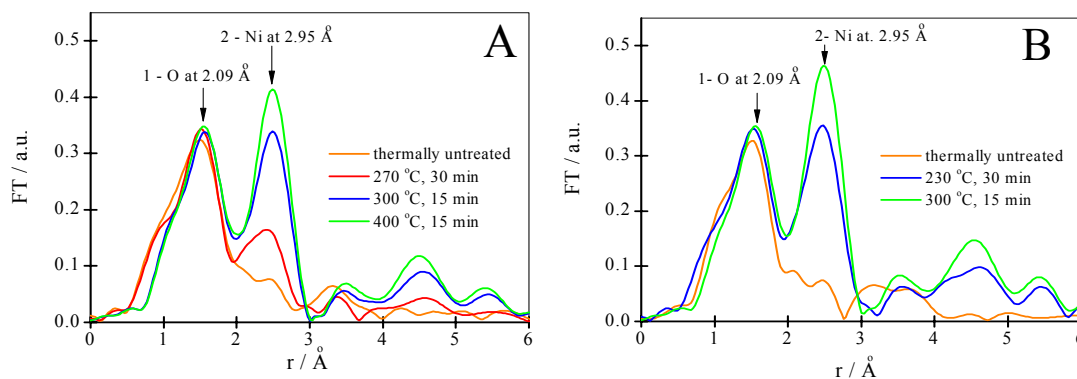 A
2 - Ni at 2.95 Å
1 - O at 2.09 Å
thermally untreated
270 °C, 30 min
300 °C, 15 min
400 °C, 15 min
FT / a.u.
0.5
0.4
0.3
0.2
0.1
0.0
0 1 2 3 4 5 6
r / Å
B
2- Ni at. 2.95 Å
1- O at 2.09 Å
thermally untreated
230 °C, 30 min
300 °C, 15 min
FT / a.u.
0.5
0.4
0.3
0.2
0.1
0.0
0 1 2 3 4 5 6
r / Å